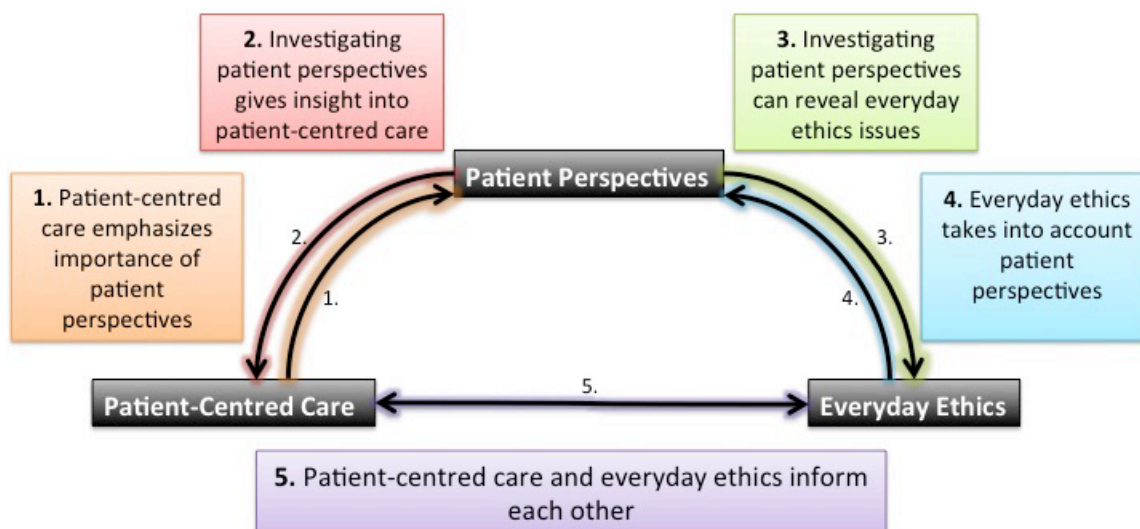 2. Investigating
patient perspectives
gives insight into
patient-centred care
3. Investigating
patient perspectives
can reveal everyday
ethics issues
Patient Perspectives
1. Patient-centred
care emphasizes
importance of
patient
perspectives
4. Everyday ethics
takes into account
patient
perspectives
2.
1.
3.
4.
Patient-Centred Care
5.
Everyday Ethics
5. Patient-centred care and everyday ethics inform
each other